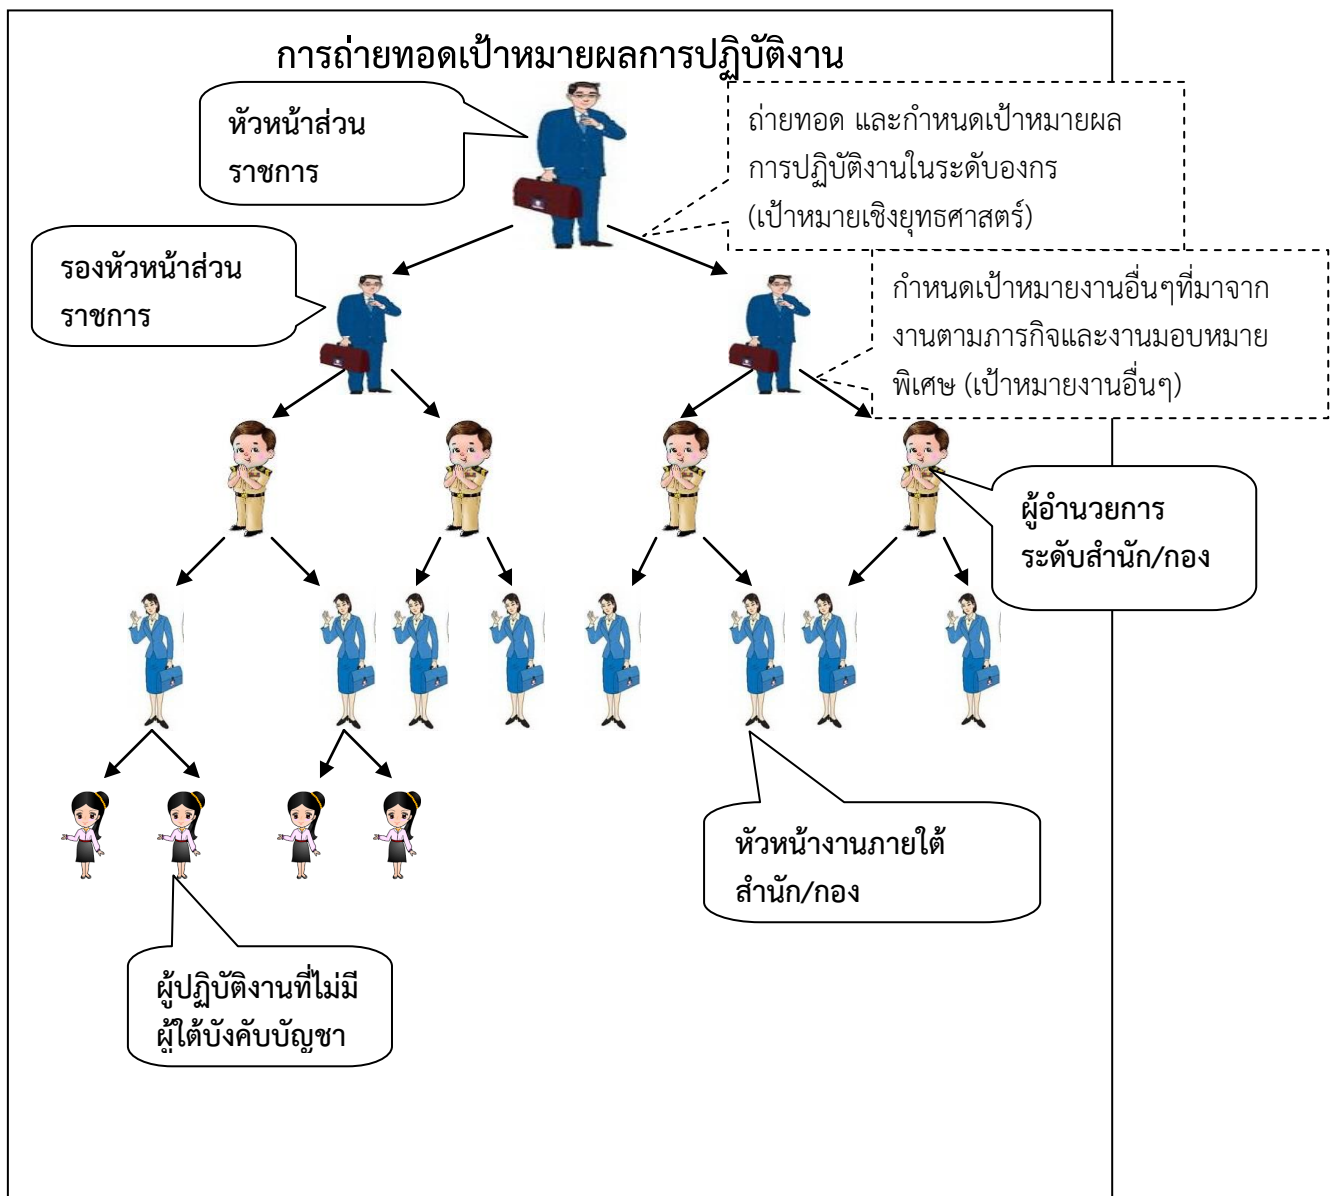 การถ่ายทอดเป้าหมายผลการปฏิบัติงาน
หัวหน้าส่วน
ราชการ
ถ่ายทอด และกำหนดเป้าหมายผล
การปฏิบัติงานในระดับองกร
(เป้าหมายเชิงยุทธศาสตร์)
รองหัวหน้าส่วน
ราชการ
กำหนดเป้าหมายงานอื่นๆที่มาจาก
งานตามภารกิจและงานมอบหมาย
พิเศษ (เป้าหมายงานอื่นๆ)
ผู้อำนวยการ
ระดับสำนัก/กอง
หัวหน้างานภายใต้
สำนัก/กอง
ผู้ปฏิบัติงานที่ไม่มี
ผู้ใต้บังคับบัญชา